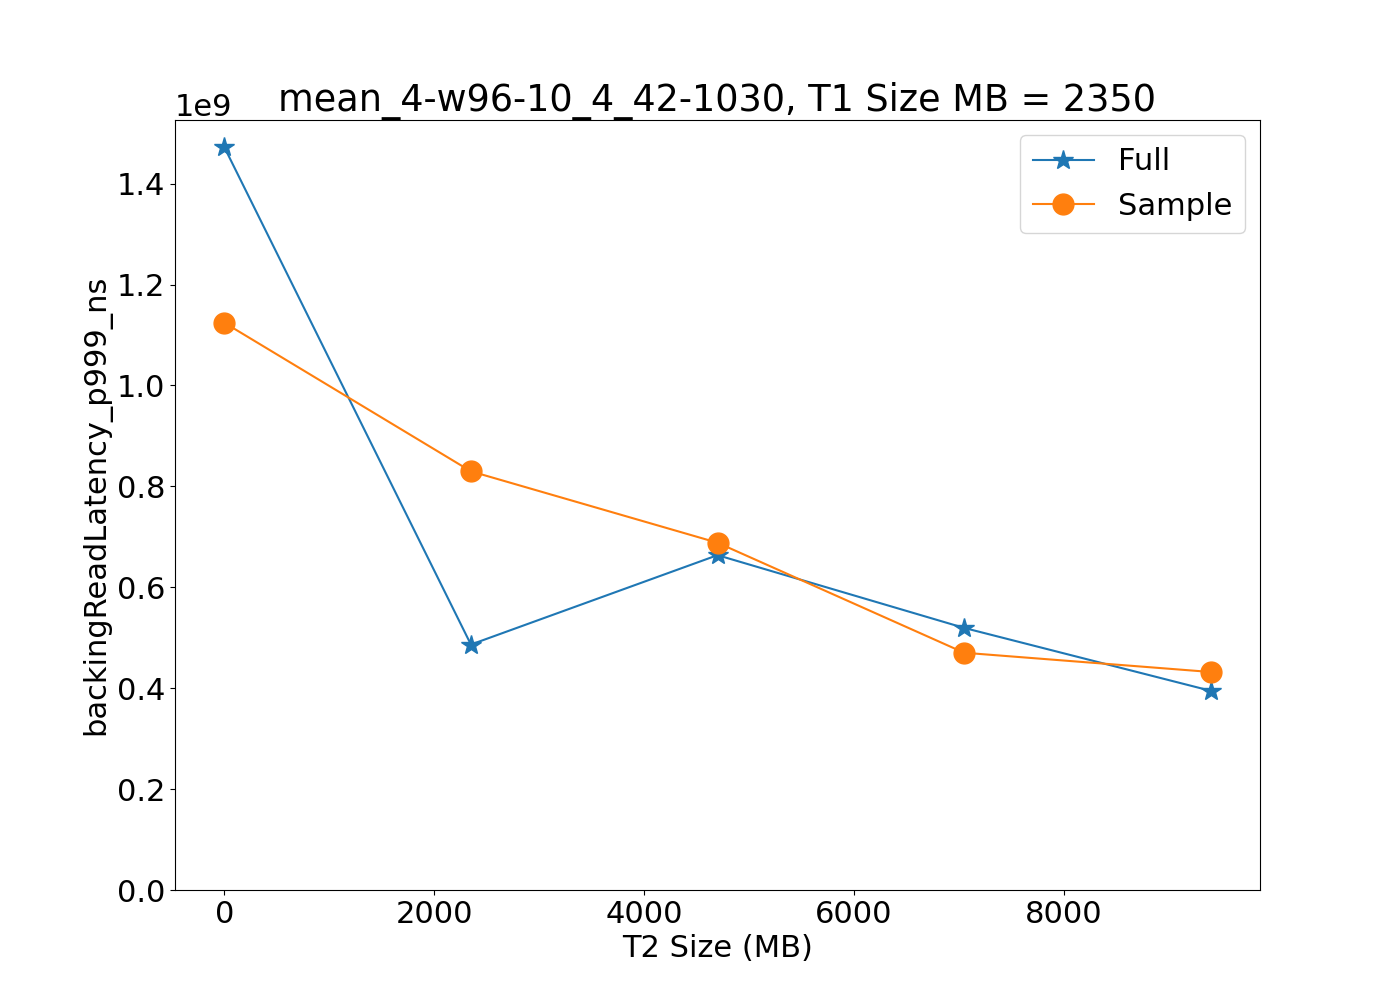 mean_4-w96-10_4_42-1030, T1 Size MB = 2350
1e9
Full
Sample
1.4
1.2
1.0
0.8
0.6
0.4
0.2
0.0
backingReadLatency_p999_ns
0 2000 4000 6000 8000
T2 Size (MB)